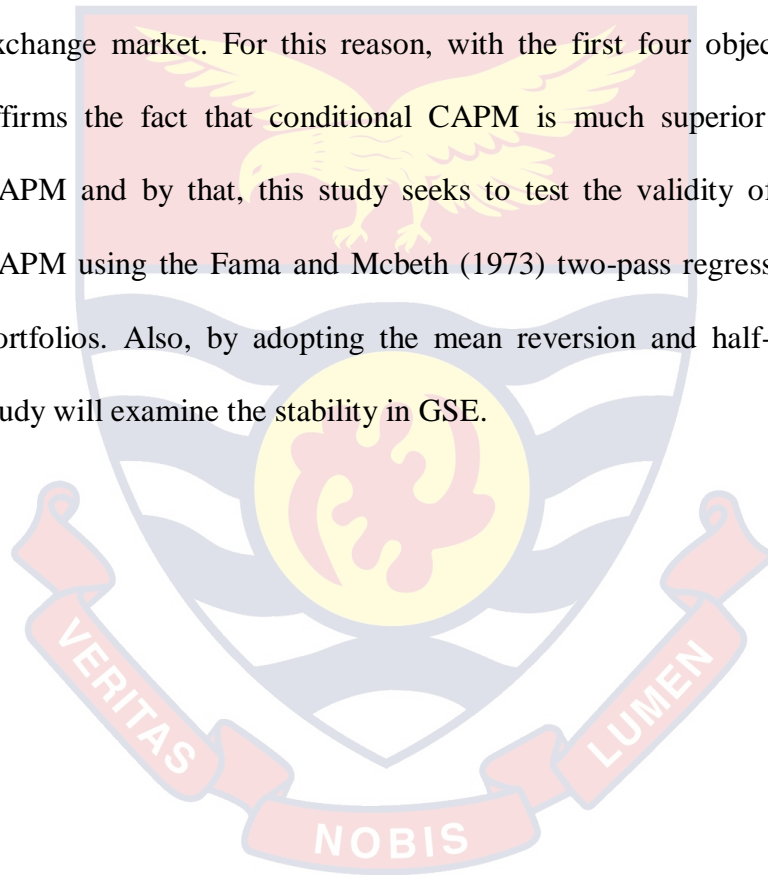 xchange market. For this reason, with the first four objec
ffirms the fact that conditional CAPM is much superior
APM and by that, this study seeks to test the validity of
APM using the Fama and Mcbeth (1973) two-pass regress
ortfolios. Also, by adopting the mean reversion and half-
udy will examine the stability in GSE.
VERITAS
NOBIS
LUMEN